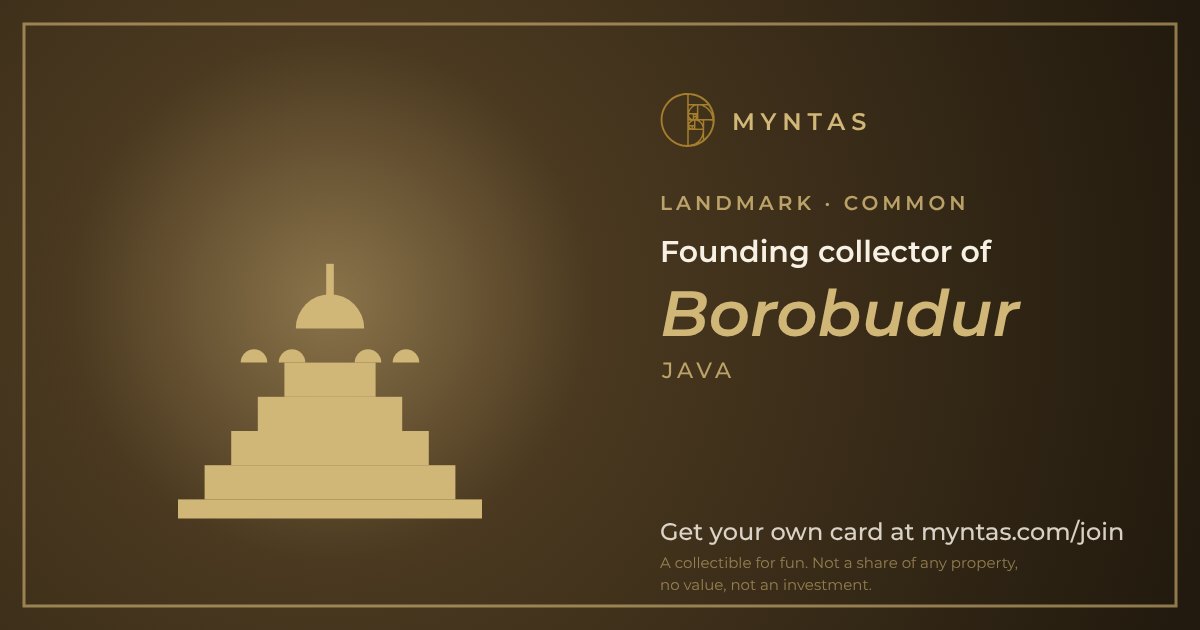 MYNTAS
LANDMARK · COMMON
Founding collector of
Borobudur
JAVA
Get your own card at myntas.com/join
A collectible for fun. Not a share of any property,
no value, not an investment.